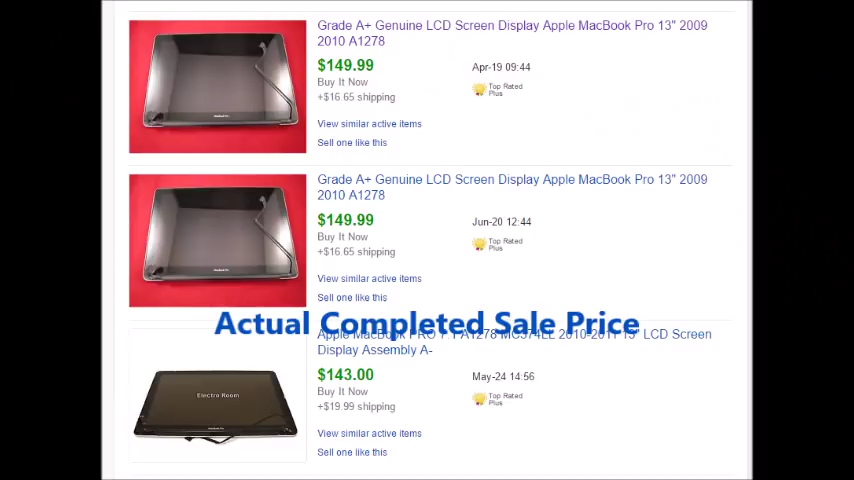 Grade A+ Genuine LCD Screen Display Apple MacBook Pro 13" 2009
2010 A1278
$149.99
Apr-19 09:44
Buy It Now
Top Rated
Plus
+$16.65 shipping
View similar active items
Sell one like this
Grade A+ Genuine LCD Screen Display Apple MacBook Pro 13" 2009
2010 A1278
$149.99
Jun-20 12:44
Buy It Now
Top Rated
Plus
+$16.65 shipping
View similar active items
Sell one like this
Actual Completed Sale Price
Apple MacBook PRO A1278 MC374LL 2010-2011 13" LCD Screen
Display Assembly A-
Electro Room
$143.00
May-24 14:56
Buy It Now
Top Rated
Plus
+$19.99 shipping
View similar active items
Sell one like this